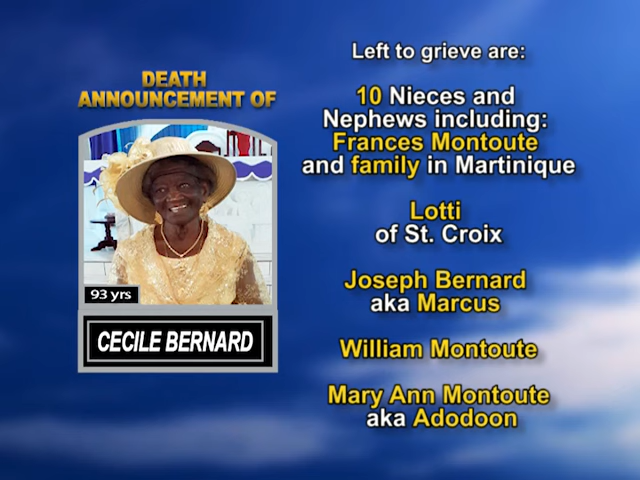 DEATH
ANNOUNCEMENT OF
93 yrs
CECILE BERNARD
Left to grieve are:
10 Nieces and
Nephews including:
Frances Montoute
and family in Martinique
Lotti
of St. Croix
Joseph Bernard
aka Marcus
William Montoute
Mary Ann Montoute
aka Adodoon